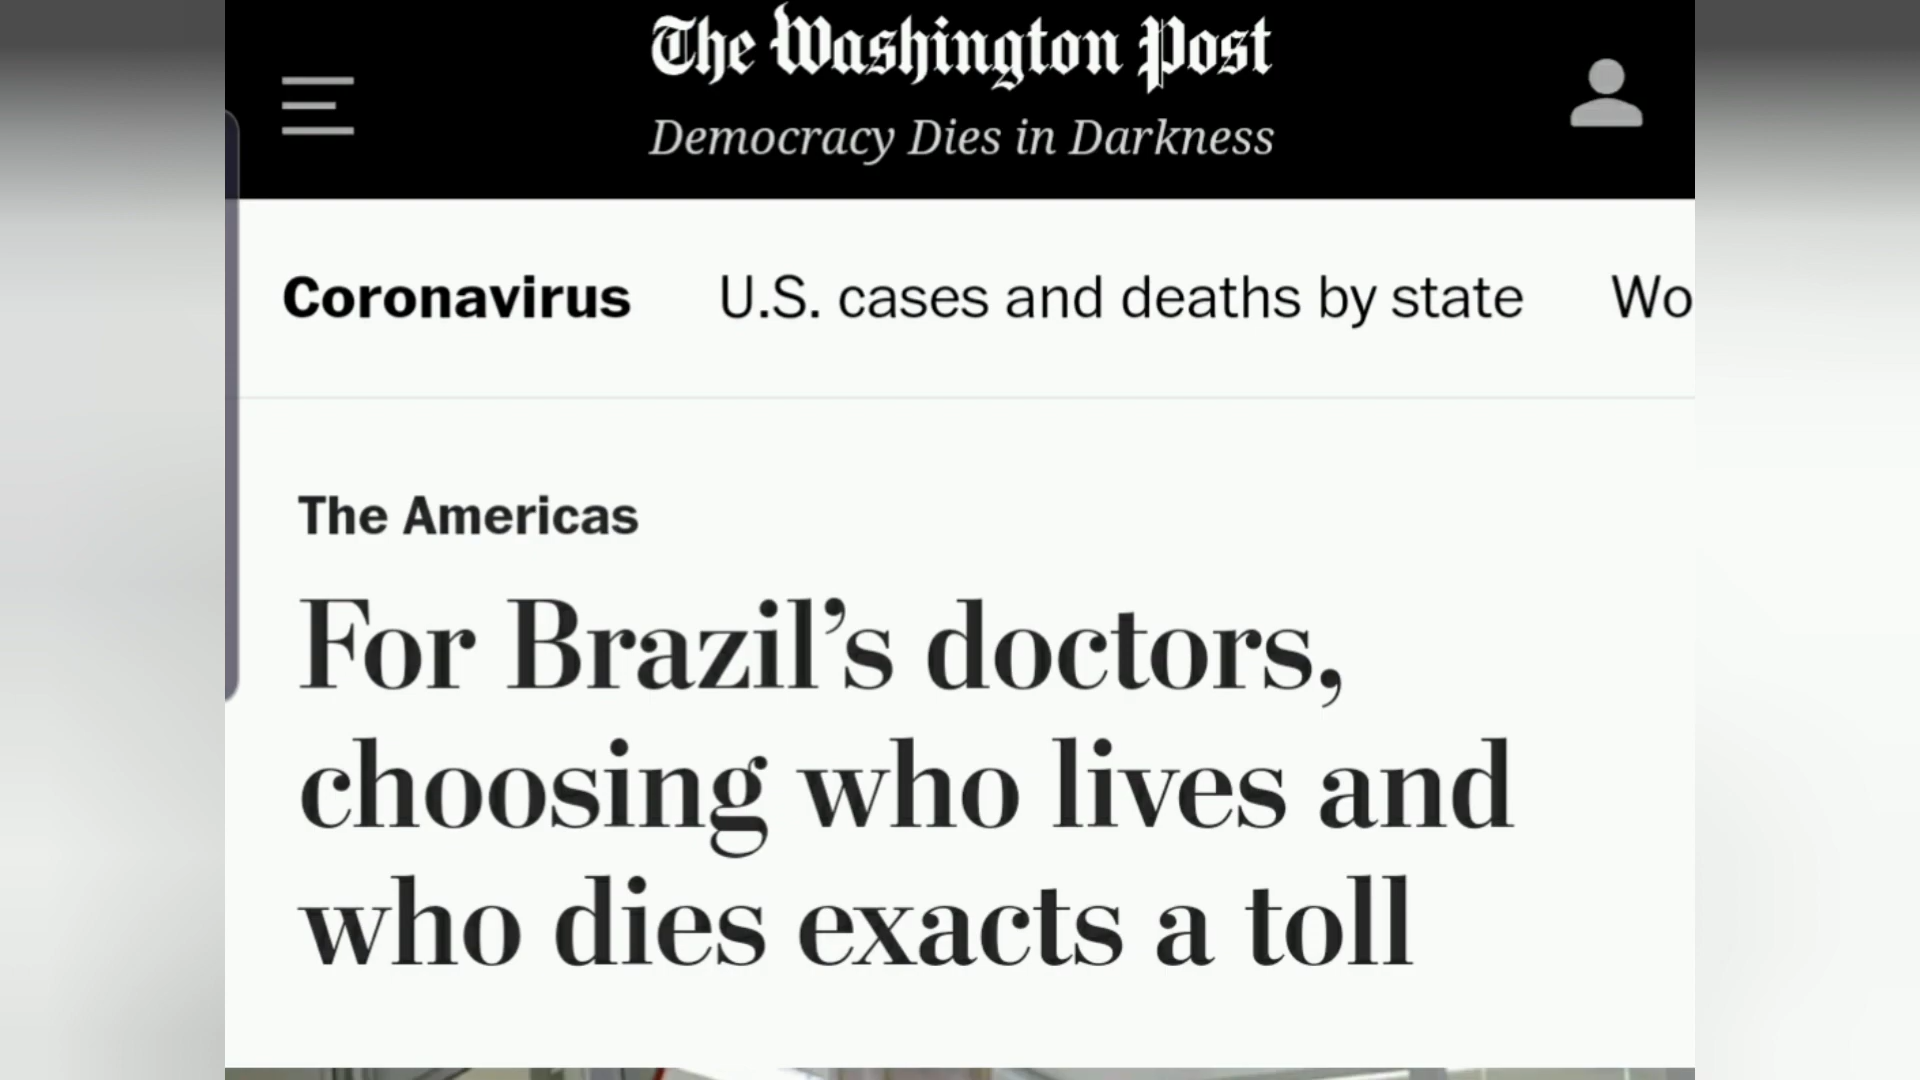 The Washington Post
Democracy Dies in Darkness
Coronavirus U.S. cases and deaths by state Wo
The Americas
For Brazil’s doctors,
choosing who lives and
who dies exacts a toll